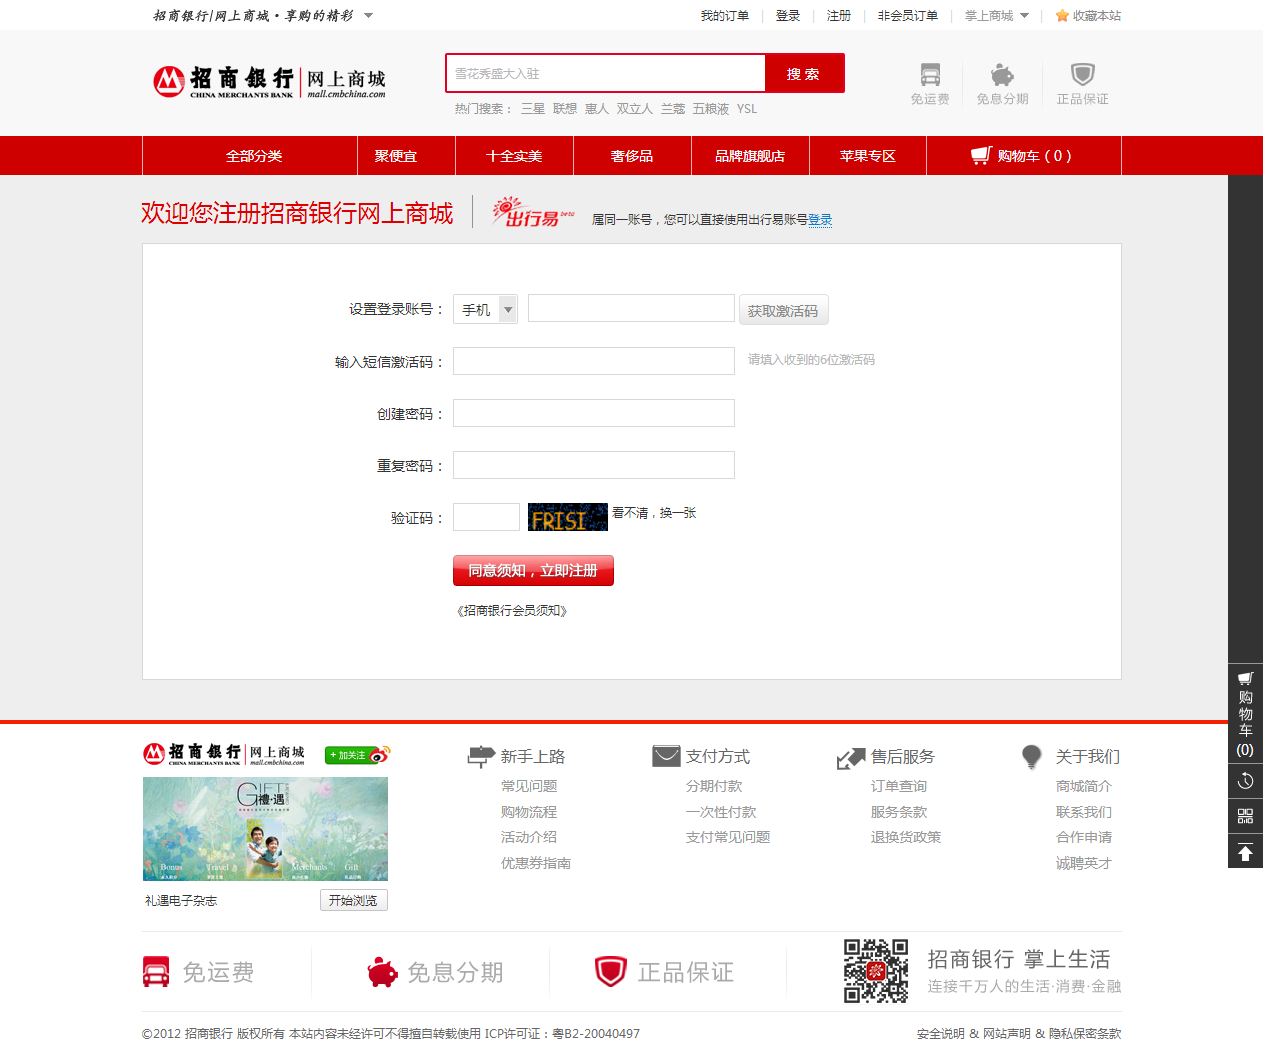 招商银行|网上商城·享购的精彩
我的订单 登录 注册 非会员订单 掌上商城 收藏本站
招商银行 网上商城
CHINA MERCHANTS BANK mall.cmbchina.com
雪花秀盛大入驻
搜 索
热门搜索： 三星 联想 惠人 双立人 兰蔻 五粮液 YSL
免运费 免息分期 正品保证
全部分类 聚便宜 十全实美 奢侈品 品牌旗舰店 苹果专区 购物车 ( 0 )
欢迎您注册招商银行网上商城 出行易 beta 属同一账号，您可以直接使用出行易账号登录
设置登录账号： 手机 获取激活码
输入短信激活码： 请填入收到的6位激活码
创建密码：
重复密码：
验证码： FRISI 看不清，换一张
同意须知，立即注册
《招商银行会员须知》
购
物
车
(0)
招商银行 网上商城
CHINA MERCHANTS BANK mall.cmbchina.com
+ 加关注
GIFT
禮·遇
Bonus Travel Merchants Gift
礼遇电子杂志 开始浏览
新手上路
常见问题
购物流程
活动介绍
优惠券指南
支付方式
分期付款
一次性付款
支付常见问题
售后服务
订单查询
服务条款
退换货政策
关于我们
商城简介
联系我们
合作申请
诚聘英才
免运费 免息分期 正品保证
招商银行 掌上生活
连接千万人的生活·消费·金融
©2012 招商银行 版权所有 本站内容未经许可不得擅自转载使用 ICP许可证：粤B2-20040497
安全说明 & 网站声明 & 隐私保密条款